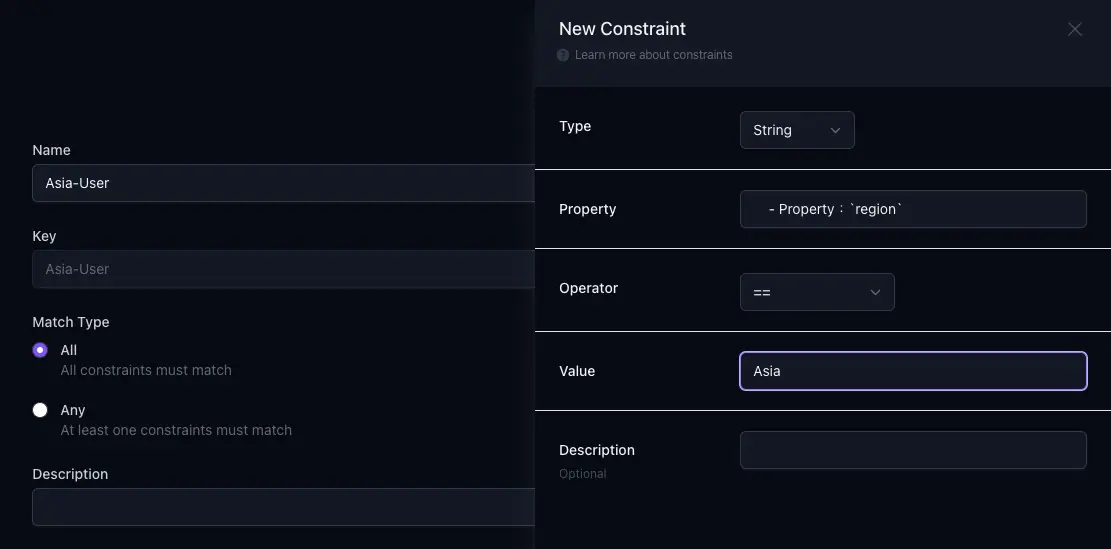 Name
Asia-User
Key
Asia-User
Match Type
All
All constraints must match
Any
At least one constraints must match
Description
New Constraint
? Learn more about constraints
Type
String
Property
- Property：`region`
Operator
==
Value
Asia
Description
Optional